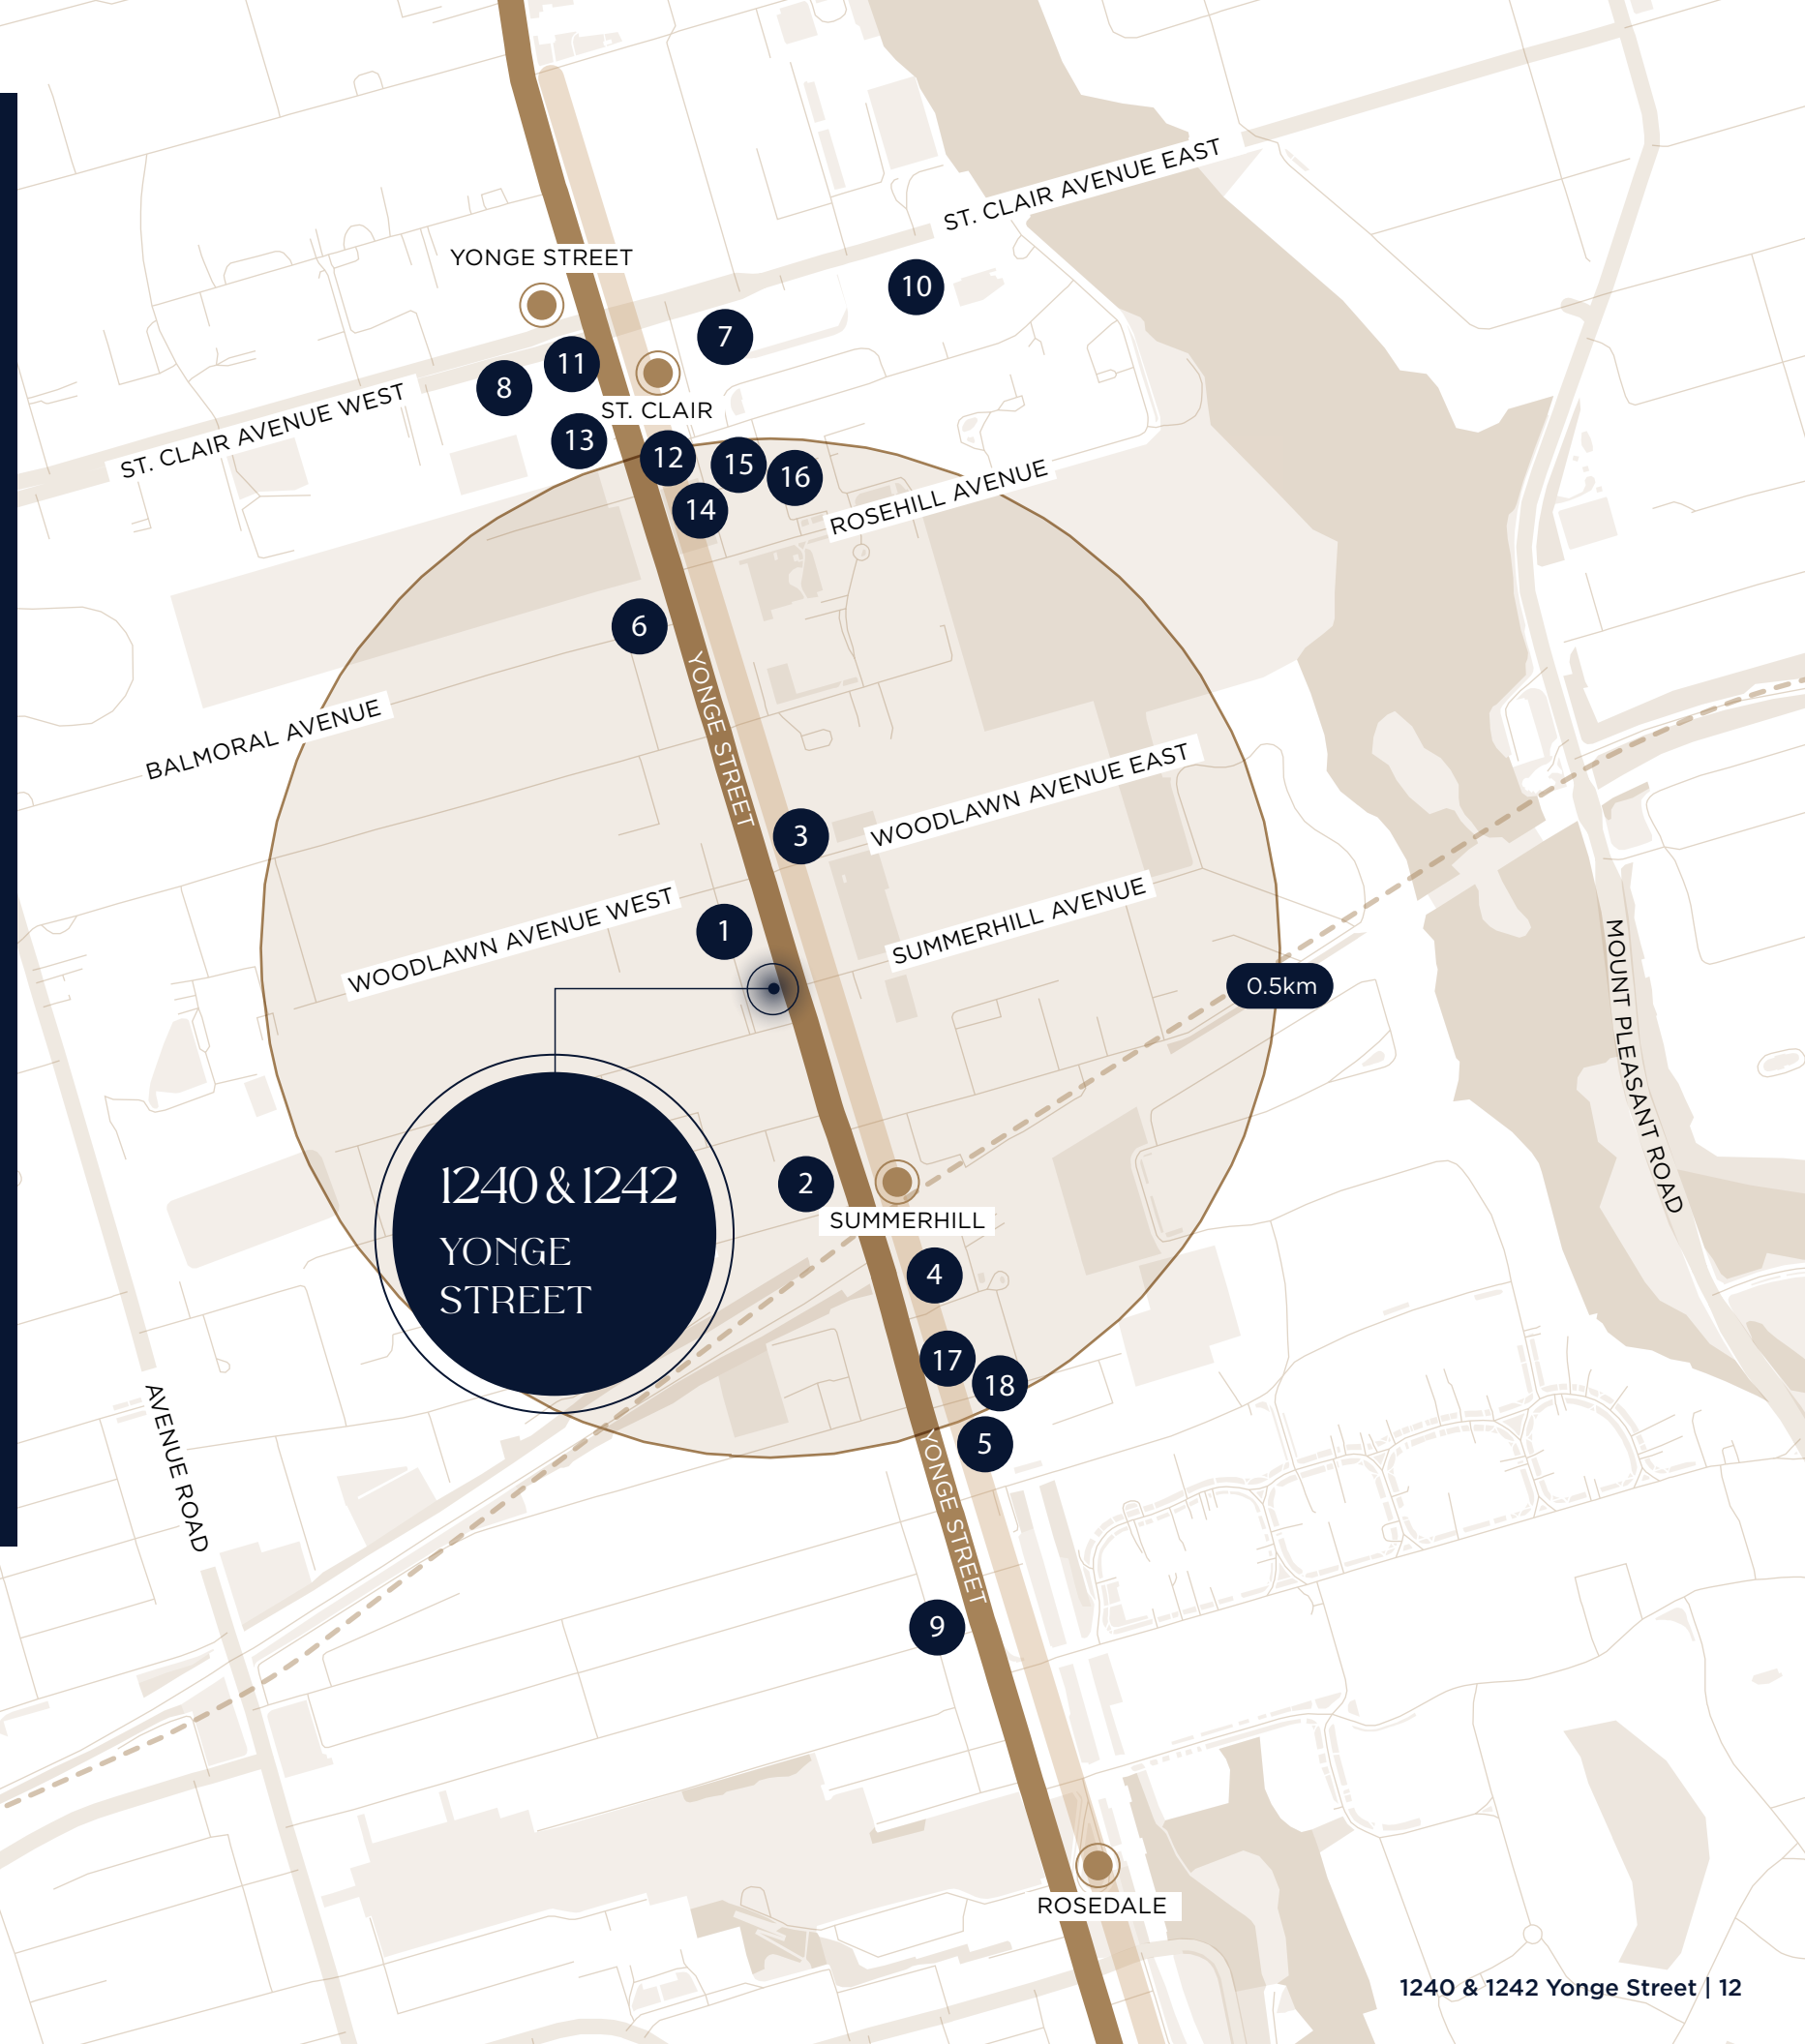 ST. CLAIR AVENUE EAST
YONGE STREET
10
7
11
8
ST. CLAIR AVENUE WEST
ST. CLAIR
13
12
15
16
14
ROSEHILL AVENUE
6
YONGE STREET
BALMORAL AVENUE
3
WOODLAWN AVENUE EAST
1
WOODLAWN AVENUE WEST
SUMMERHILL AVENUE
0.5km
MOUNT PLEASANT ROAD
1240 & 1242
YONGE
STREET
2
SUMMERHILL
4
17
18
5
AVENUE ROAD
YONGE STREET
9
ROSEDALE
1240 & 1242 Yonge Street | 12